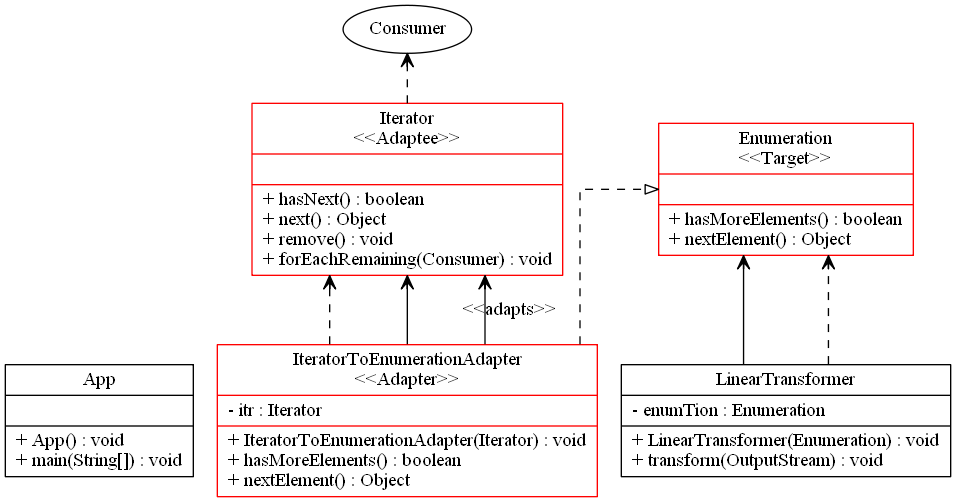 Consumer
Iterator
<<Adaptee>>
+ hasNext() : boolean
+ next() : Object
+ remove() : void
+ forEachRemaining(Consumer) : void
Enumeration
<<Target>>
+ hasMoreElements() : boolean
+ nextElement() : Object
<<adapts>>
App
+ App() : void
+ main(String[]) : void
IteratorToEnumerationAdapter
<<Adapter>>
- itr : Iterator
+ IteratorToEnumerationAdapter(Iterator) : void
+ hasMoreElements() : boolean
+ nextElement() : Object
LinearTransformer
- enumTion : Enumeration
+ LinearTransformer(Enumeration) : void
+ transform(OutputStream) : void